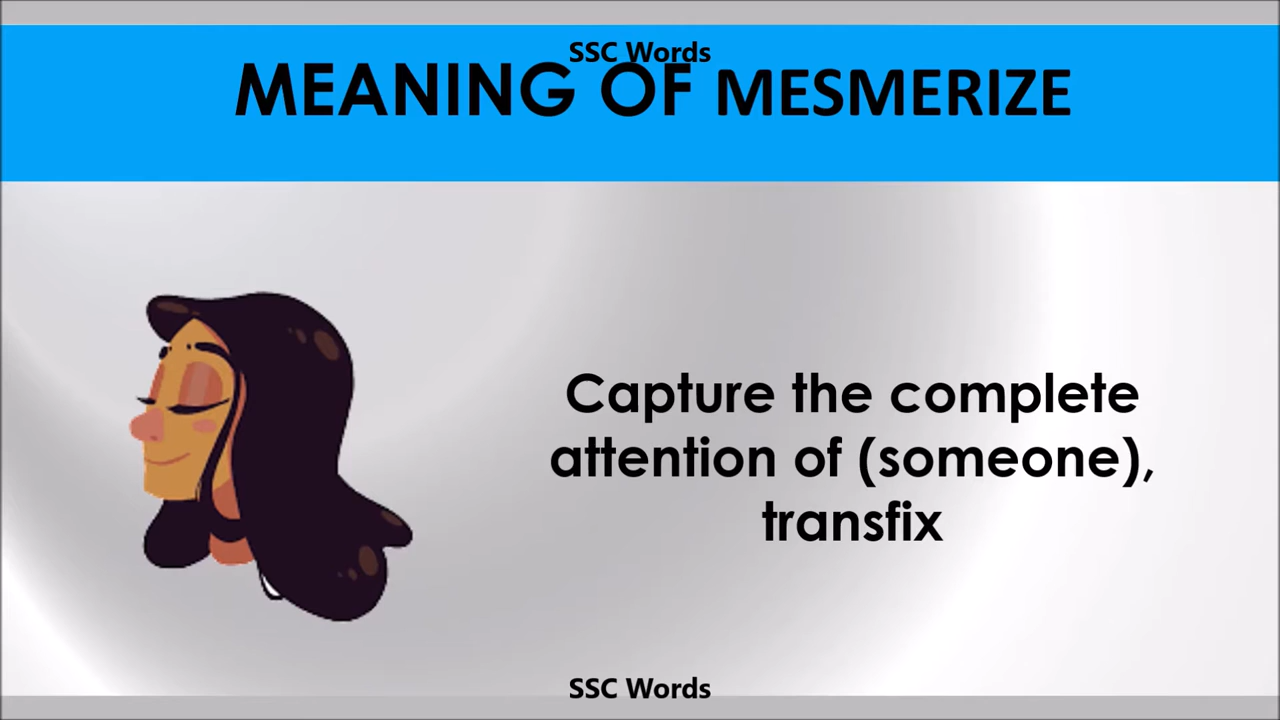 SSC Words
MEANING OF MESMERIZE
Capture the complete
attention of (someone),
transfix
SSC Words